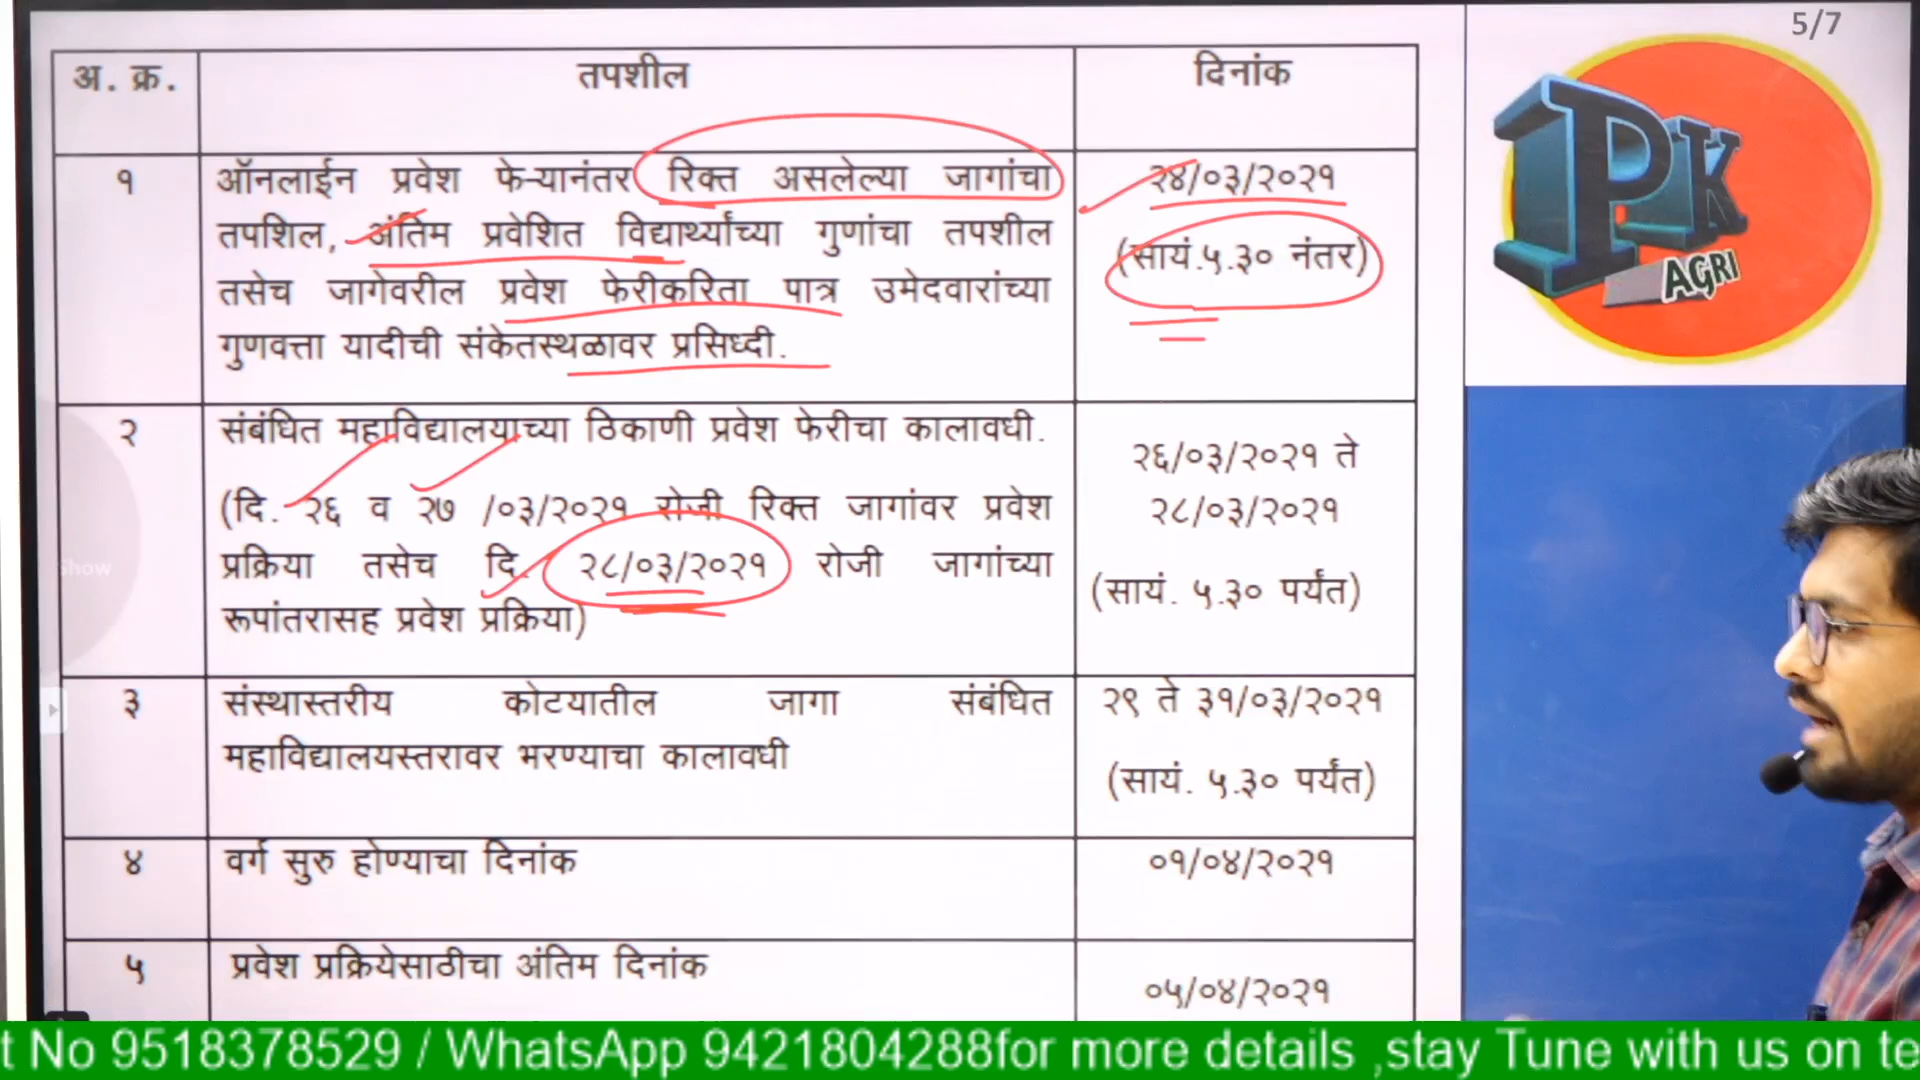 5/7
अ. क्र. तपशील दिनांक
१ ऑनलाईन प्रवेश फेऱ्यानंतर रिक्त असलेल्या जागांचा २४/०३/२०२१
तपशिल, अंतिम प्रवेशित विद्यार्थ्यांच्या गुणांचा तपशील (सायं.५.३० नंतर)
तसेच जागेवरील प्रवेश फेरीकरिता पात्र उमेदवारांच्या
गुणवत्ता यादीची संकेतस्थळावर प्रसिध्दी.
२ संबंधित महाविद्यालयाच्या ठिकाणी प्रवेश फेरीचा कालावधी. २६/०३/२०२१ ते
(दि. २६ व २७ /०३/२०२१ रोजी रिक्त जागांवर प्रवेश २८/०३/२०२१
प्रक्रिया तसेच दि. २८/०३/२०२१ रोजी जागांच्या (सायं. ५.३० पर्यंत)
रूपांतरासह प्रवेश प्रक्रिया)
३ संस्थास्तरीय कोटयातील जागा संबंधित २९ ते ३१/०३/२०२१
महाविद्यालयस्तरावर भरण्याचा कालावधी (सायं. ५.३० पर्यंत)
४ वर्ग सुरु होण्याचा दिनांक ०१/०४/२०२१
५ प्रवेश प्रक्रियेसाठीचा अंतिम दिनांक ०५/०४/२०२१
PK
AGRI
Show
t No 9518378529 / WhatsApp 9421804288for more details ,stay Tune with us on te